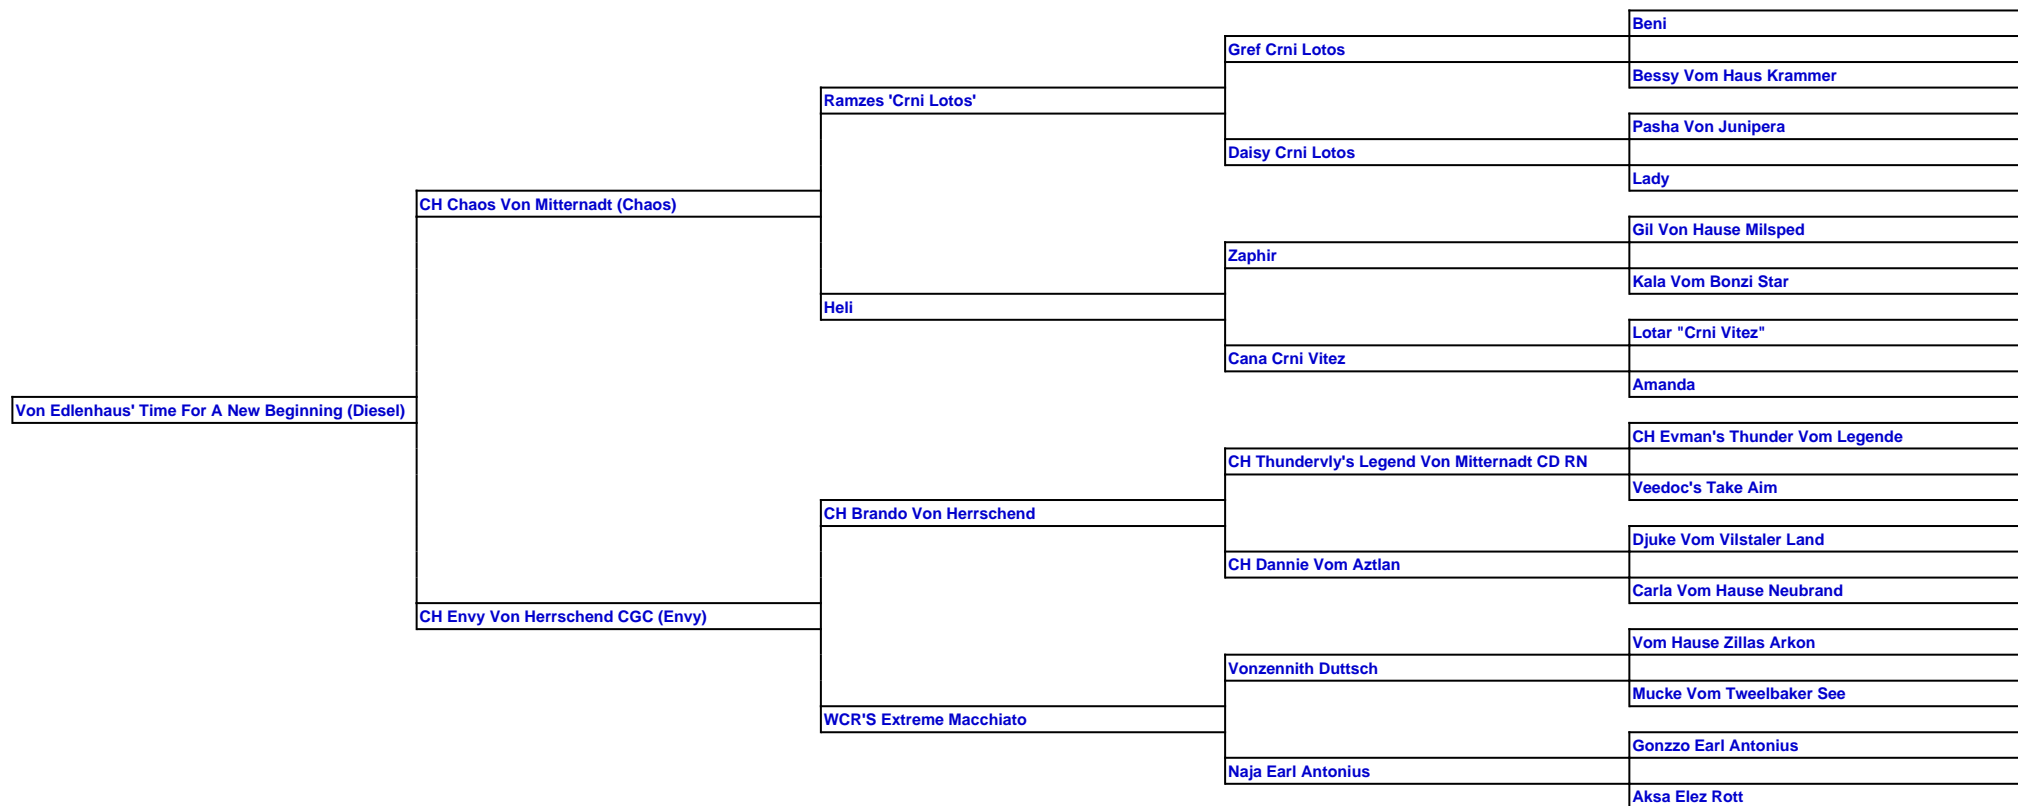 Beni
Gref Crni Lotos
Bessy Vom Haus Krammer
Ramzes 'Crni Lotos'
Pasha Von Junipera
Daisy Crni Lotos
Lady
CH Chaos Von Mitternadt (Chaos)
Gil Von Hause Milsped
Zaphir
Kala Vom Bonzi Star
Heli
Lotar "Crni Vitez"
Cana Crni Vitez
Amanda
Von Edlenhaus' Time For A New Beginning (Diesel)
CH Evman's Thunder Vom Legende
CH Thundervly's Legend Von Mitternadt CD RN
Veedoc's Take Aim
CH Brando Von Herrschend
Djuke Vom Vilstaler Land
CH Dannie Vom Aztlan
Carla Vom Hause Neubrand
CH Envy Von Herrschend CGC (Envy)
Vom Hause Zillas Arkon
Vonzennith Duttsch
Mucke Vom Tweelbaker See
WCR'S Extreme Macchiato
Gonzzo Earl Antonius
Naja Earl Antonius
Aksa Elez Rott